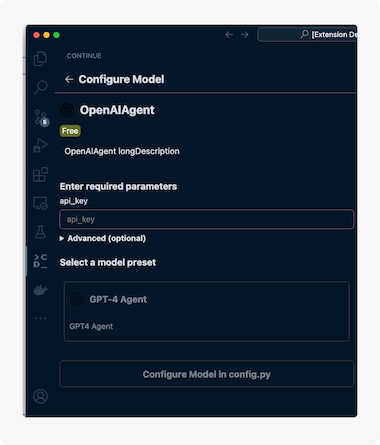 [Extension De
CONTINUE
← Configure Model
OpenAIAgent
Free
OpenAIAgent longDescription
6
Enter required parameters
api_key
api_key
Advanced (optional)
Select a model preset
GPT-4 Agent
GPT4 Agent
Configure Model in config.py